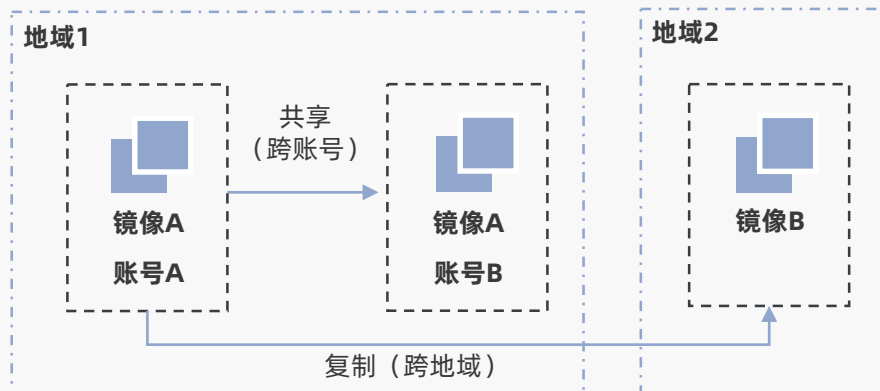 地域1
地域2
共享
（跨账号）
镜像A
账号A
镜像A
账号B
镜像B
复制（跨地域）